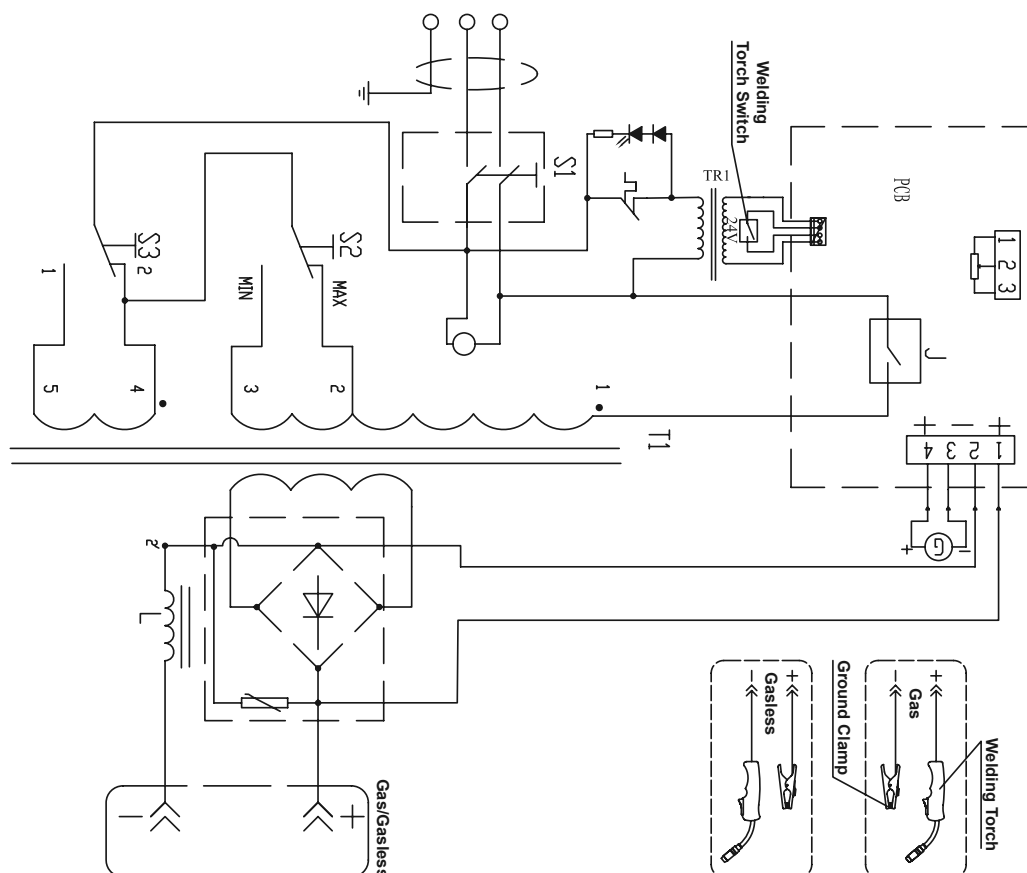 Welding
Torch Switch
S1
TR1
24V
PCB
1
2
3
S3
2
1
S2
MIN
MAX
J
5
4
3
2
1
T1
+
-
+
4
3
2
1
G
+
-
2'
L
-
+
Gas/Gasless
-
+
Gasless
-
+
Gas
Ground Clamp
Welding Torch